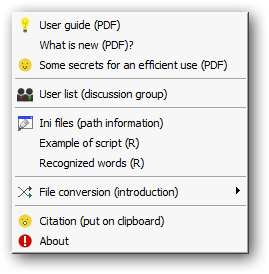 User guide (PDF)
What is new (PDF)?
Some secrets for an efficient use (PDF)
User list (discussion group)
Ini files (path information)
Example of script (R)
Recognized words (R)
File conversion (introduction)
Citation (put on clipboard)
About